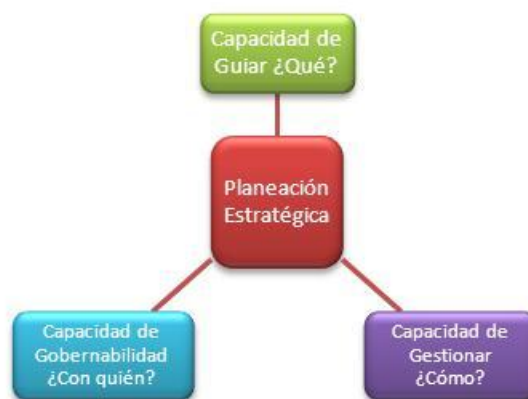 Capacidad de
Guiar ¿Qué?
Planeación
Estratégica
Capacidad de
Gobernabilidad
¿Con quién?
Capacidad de
Gestionar
¿Cómo?